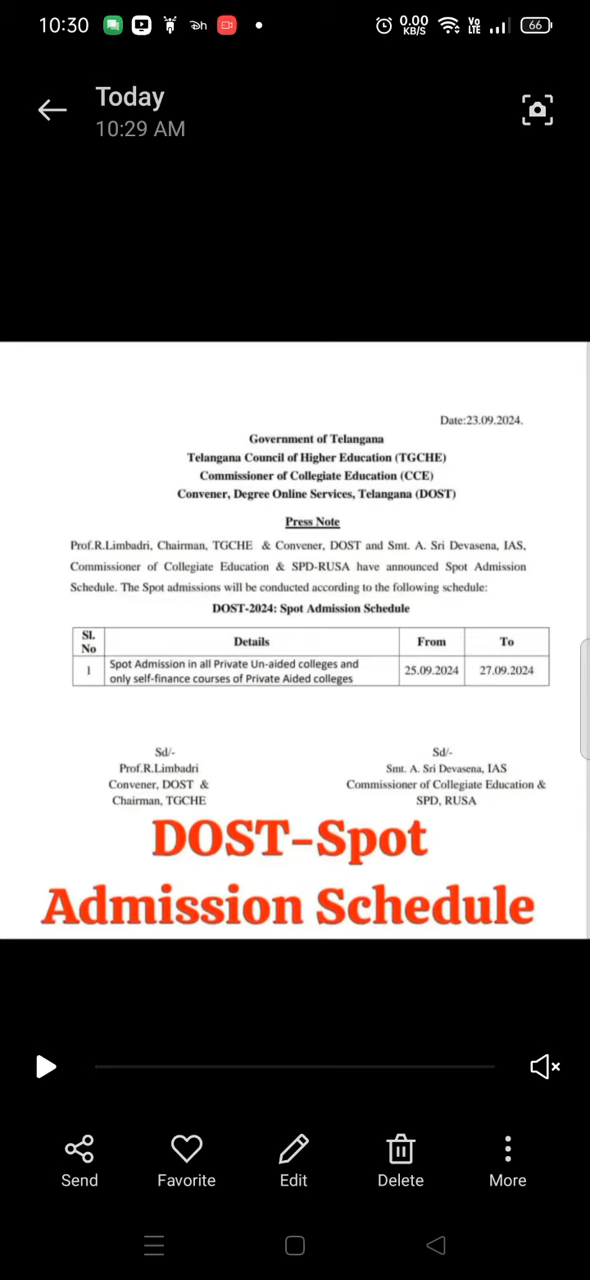 10:30
0.00
KB/S
Vo
LTE
66
Today
10:29 AM
Date:23.09.2024.
Government of Telangana
Telangana Council of Higher Education (TGCHE)
Commissioner of Collegiate Education (CCE)
Convener, Degree Online Services, Telangana (DOST)
Press Note
Prof.R.Limbadri, Chairman, TGCHE & Convener, DOST and Smt. A. Sri Devasena, IAS,
Commissioner of Collegiate Education & SPD-RUSA have announced Spot Admission
Schedule. The Spot admissions will be conducted according to the following schedule:
DOST-2024: Spot Admission Schedule
Sl. No Details From To
1 Spot Admission in all Private Un-aided colleges and
only self-finance courses of Private Aided colleges 25.09.2024 27.09.2024
Sd/- Sd/-
Prof.R.Limbadri Smt. A. Sri Devasena, IAS
Convener, DOST & Commissioner of Collegiate Education &
Chairman, TGCHE SPD, RUSA
DOST-Spot
Admission Schedule
Send Favorite Edit Delete More